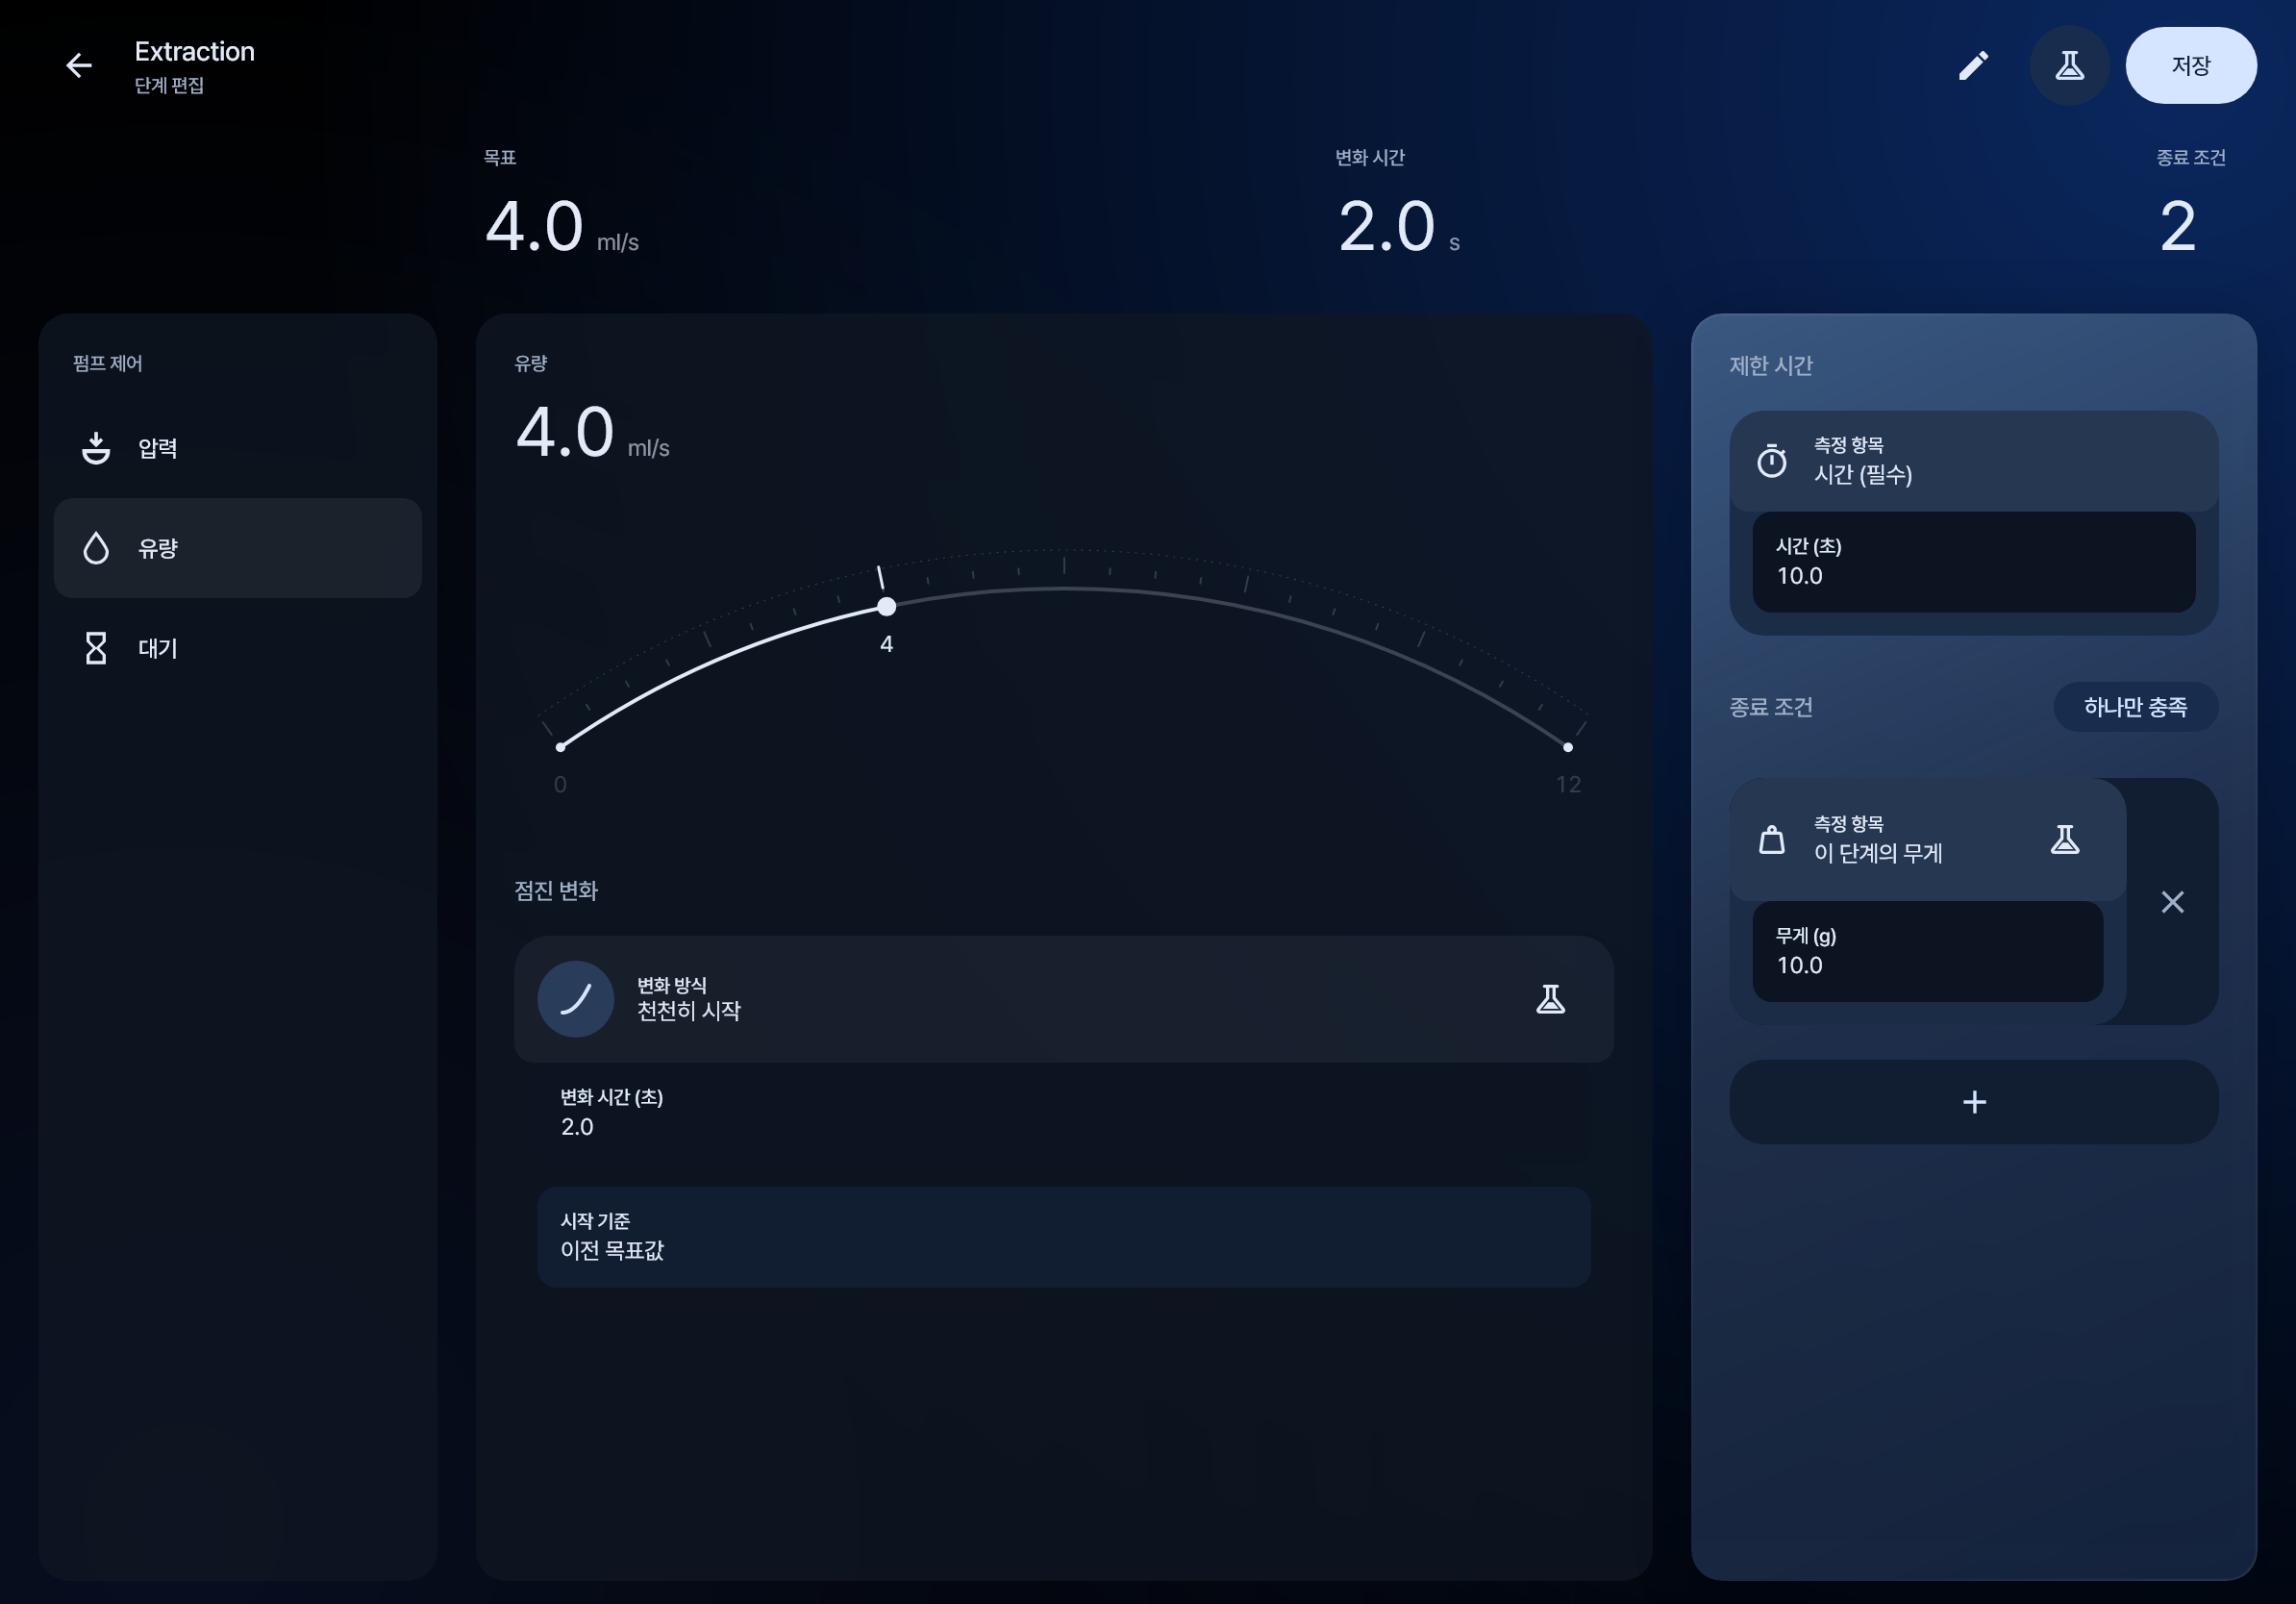 Extraction
단계 편집
저장
목표
4.0 ml/s
변화 시간
2.0 s
종료 조건
2
펌프 제어
압력
유량
대기
유량
4.0 ml/s
4
0
12
점진 변화
변화 방식
천천히 시작
변화 시간 (초)
2.0
시작 기준
이전 목표값
제한 시간
측정 항목
시간 (필수)
시간 (초)
10.0
종료 조건
하나만 충족
측정 항목
이 단계의 무게
무게 (g)
10.0